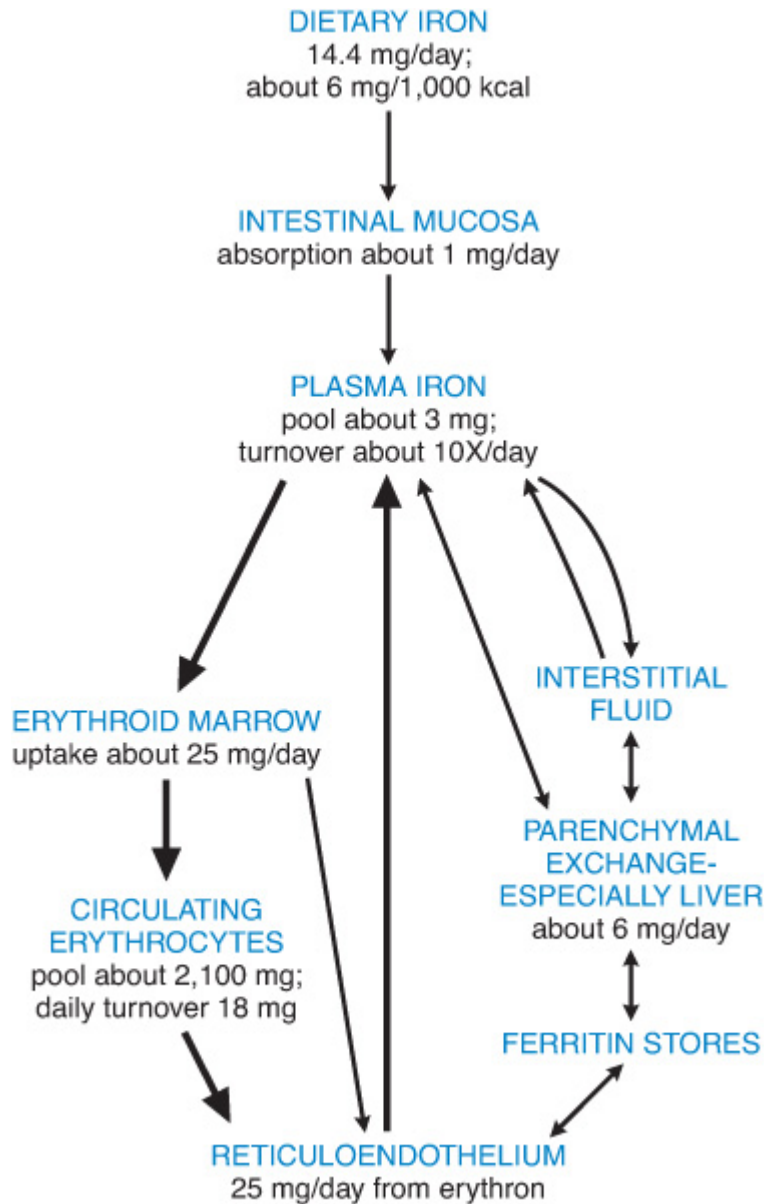 DIETARY IRON
14.4 mg/day;
about 6 mg/1,000 kcal
INTESTINAL MUCOSA
absorption about 1 mg/day
PLASMA IRON
pool about 3 mg;
turnover about 10X/day
ERYTHROID MARROW
uptake about 25 mg/day
INTERSTITIAL
FLUID
CIRCULATING
ERYTHROCYTES
pool about 2,100 mg;
daily turnover 18 mg
PARENCHYMAL
EXCHANGE-
ESPECIALLY LIVER
about 6 mg/day
FERRITIN STORES
RETICULOENDOTHELIUM
25 mg/day from erythron